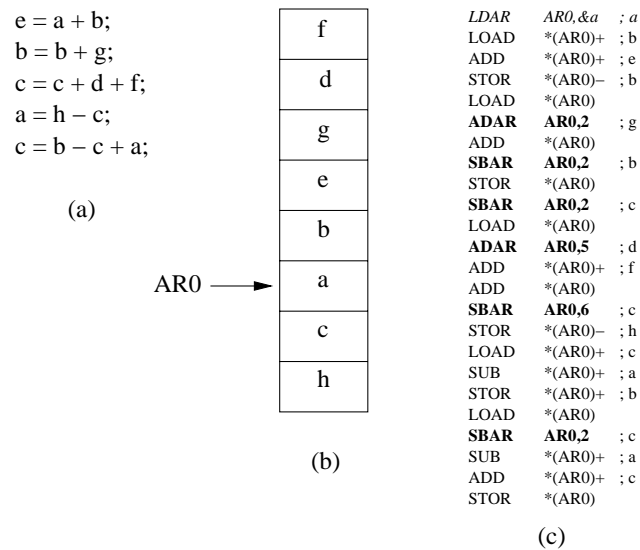 e = a + b;
b = b + g;
c = c + d + f;
a = h − c;
c = b − c + a;
(a)
f
d
g
e
b
AR0
a
c
h
(b)
LDAR AR0,&a ; a
LOAD *(AR0)+ ; b
ADD *(AR0)+ ; e
STOR *(AR0)− ; b
LOAD *(AR0)
ADAR AR0,2 ; g
ADD *(AR0)
SBAR AR0,2 ; b
STOR *(AR0)
SBAR AR0,2 ; c
LOAD *(AR0)
ADAR AR0,5 ; d
ADD *(AR0)+ ; f
ADD *(AR0)
SBAR AR0,6 ; c
STOR *(AR0)− ; h
LOAD *(AR0)+ ; c
SUB *(AR0)+ ; a
STOR *(AR0)+ ; b
LOAD *(AR0)
SBAR AR0,2 ; c
SUB *(AR0)+ ; a
ADD *(AR0)+ ; c
STOR *(AR0)
(c)